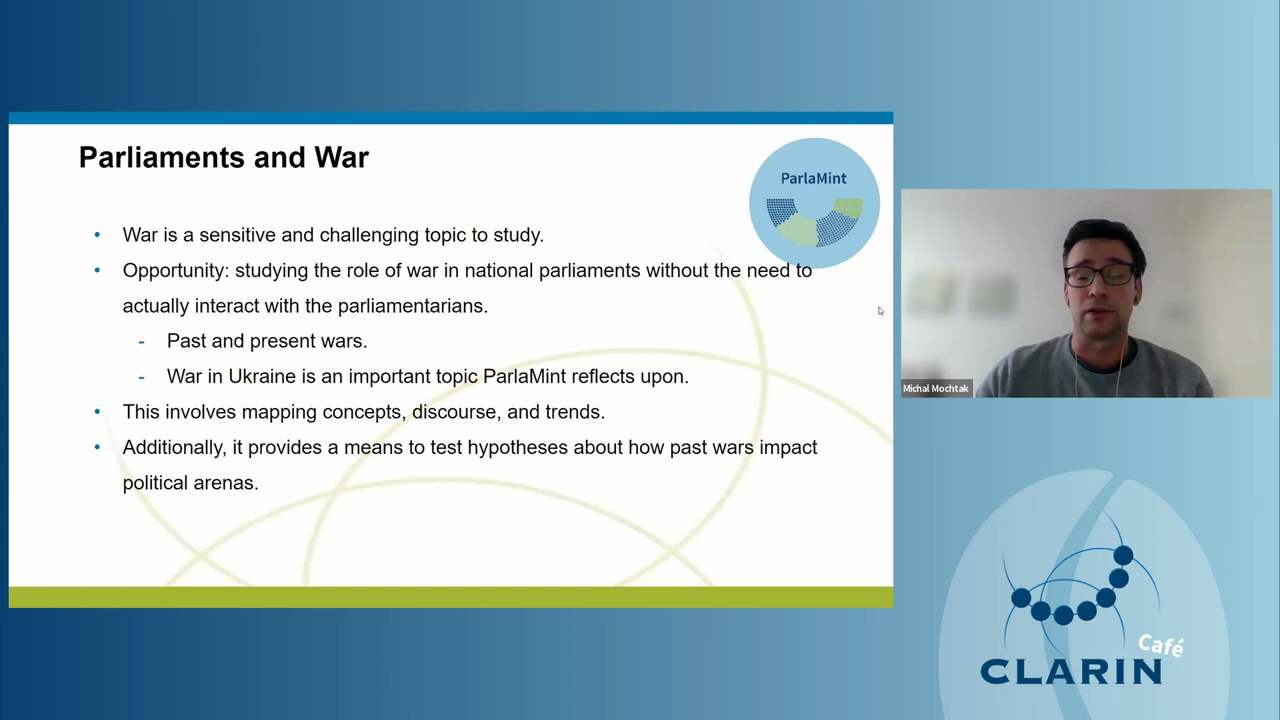 Parliaments and War
ParlaMint
• War is a sensitive and challenging topic to study.
• Opportunity: studying the role of war in national parliaments without the need to
actually interact with the parliamentarians.
- Past and present wars.
- War in Ukraine is an important topic ParlaMint reflects upon.
• This involves mapping concepts, discourse, and trends.
• Additionally, it provides a means to test hypotheses about how past wars impact
political arenas.
Michal Mochtak
Café
CLARIN